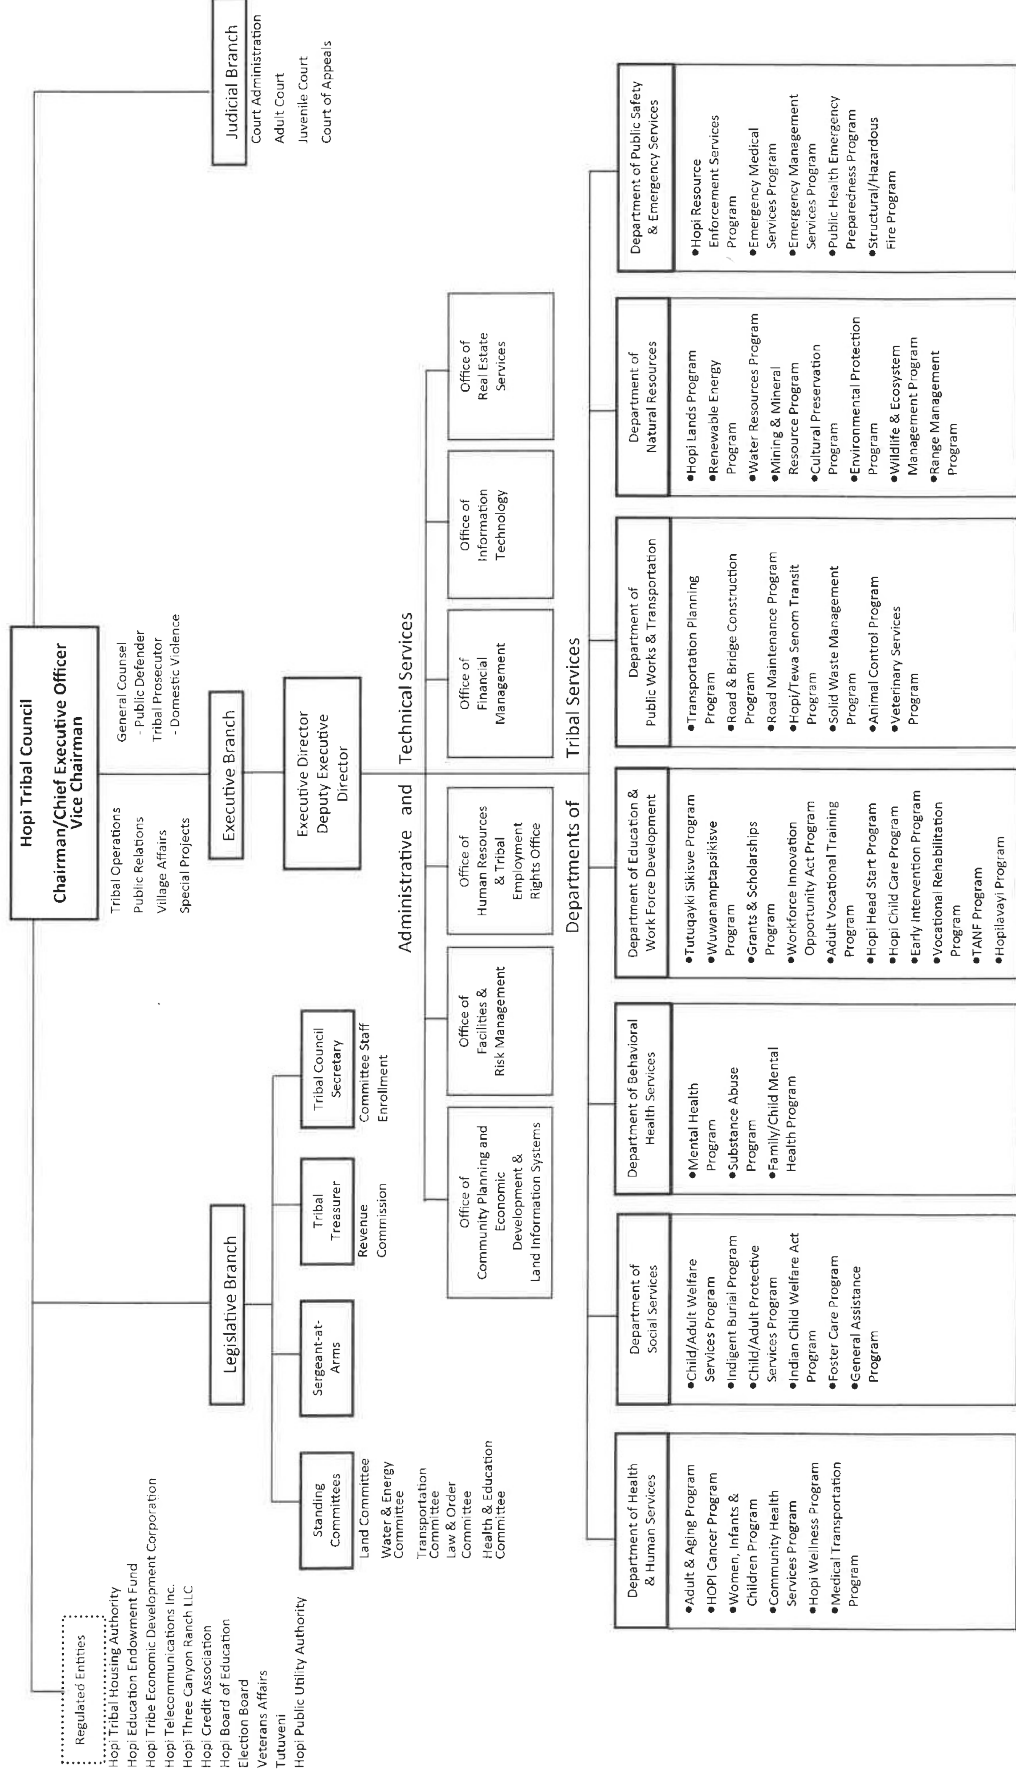 Hopi Tribal Council
Chairman/Chief Executive Officer
Vice Chairman
Regulated Entities
Hopi Tribal Housing Authority
Hopi Education Endowment Fund
Hopi Tribe Economic Development Corporation
Hopi Telecommunications Inc.
Hopi Three Canyon Ranch LLC
Hopi Credit Association
Hopi Board of Education
Election Board
Veterans Affairs
Tutuveni
Hopi Public Utility Authority
Tribal Operations
Public Relations
Village Affairs
Special Projects
General Counsel
- Public Defender
Tribal Prosecutor
- Domestic Violence
Legislative Branch
Executive Branch
Judicial Branch
Court Administration
Adult Court
Juvenile Court
Court of Appeals
Standing
Committees
Land Committee
Water & Energy
Committee
Transportation
Committee
Law & Order
Committee
Health & Education
Committee
Sergeant-at-
Arms
Tribal
Treasurer
Revenue
Commission
Tribal Council
Secretary
Committee Staff
Enrollment
Executive Director
Deputy Executive
Director
Administrative and Technical Services
Office of
Community Planning and
Economic
Development &
Land Information Systems
Office of
Facilities &
Risk Management
Office of
Human Resources
& Tribal
Employment
Rights Office
Office of
Financial
Management
Office of
Information
Technology
Office of
Real Estate
Services
Departments of Tribal Services
Department of Health
& Human Services
●Adult & Aging Program
●HOPI Cancer Program
●Women, Infants &
Children Program
●Community Health
Services Program
●Hopi Wellness Program
●Medical Transportation
Program
Department of
Social Services
●Child/Adult Welfare
Services Program
●Indigent Burial Program
●Child/Adult Protective
Services Program
●Indian Child Welfare Act
Program
●Foster Care Program
●General Assistance
Program
Department of Behavioral
Health Services
●Mental Health
Program
●Substance Abuse
Program
●Family/Child Mental
Health Program
Department of Education &
Work Force Development
●Tutuqayki Sikisve Program
●Wuwanamptapsikisve
Program
●Grants & Scholarships
Program
●Workforce Innovation
Opportunity Act Program
●Adult Vocational Training
Program
●Hopi Head Start Program
●Hopi Child Care Program
●Early Intervention Program
●Vocational Rehabilitation
Program
●TANF Program
●Hopilavayi Program
Department of
Public Works & Transportation
●Transportation Planning
Program
●Road & Bridge Construction
Program
●Road Maintenance Program
●Hopi/Tewa Senom Transit
Program
●Solid Waste Management
Program
●Animal Control Program
●Veterinary Services
Program
Department of
Natural Resources
●Hopi Lands Program
●Renewable Energy
Program
●Water Resources Program
●Mining & Mineral
Resource Program
●Cultural Preservation
Program
●Environmental Protection
Program
●Wildlife & Ecosystem
Management Program
●Range Management
Program
Department of Public Safety
& Emergency Services
●Hopi Resource
Enforcement Services
Program
●Emergency Medical
Services Program
●Emergency Management
Services Program
●Public Health Emergency
Preparedness Program
●Structural/Hazardous
Fire Program